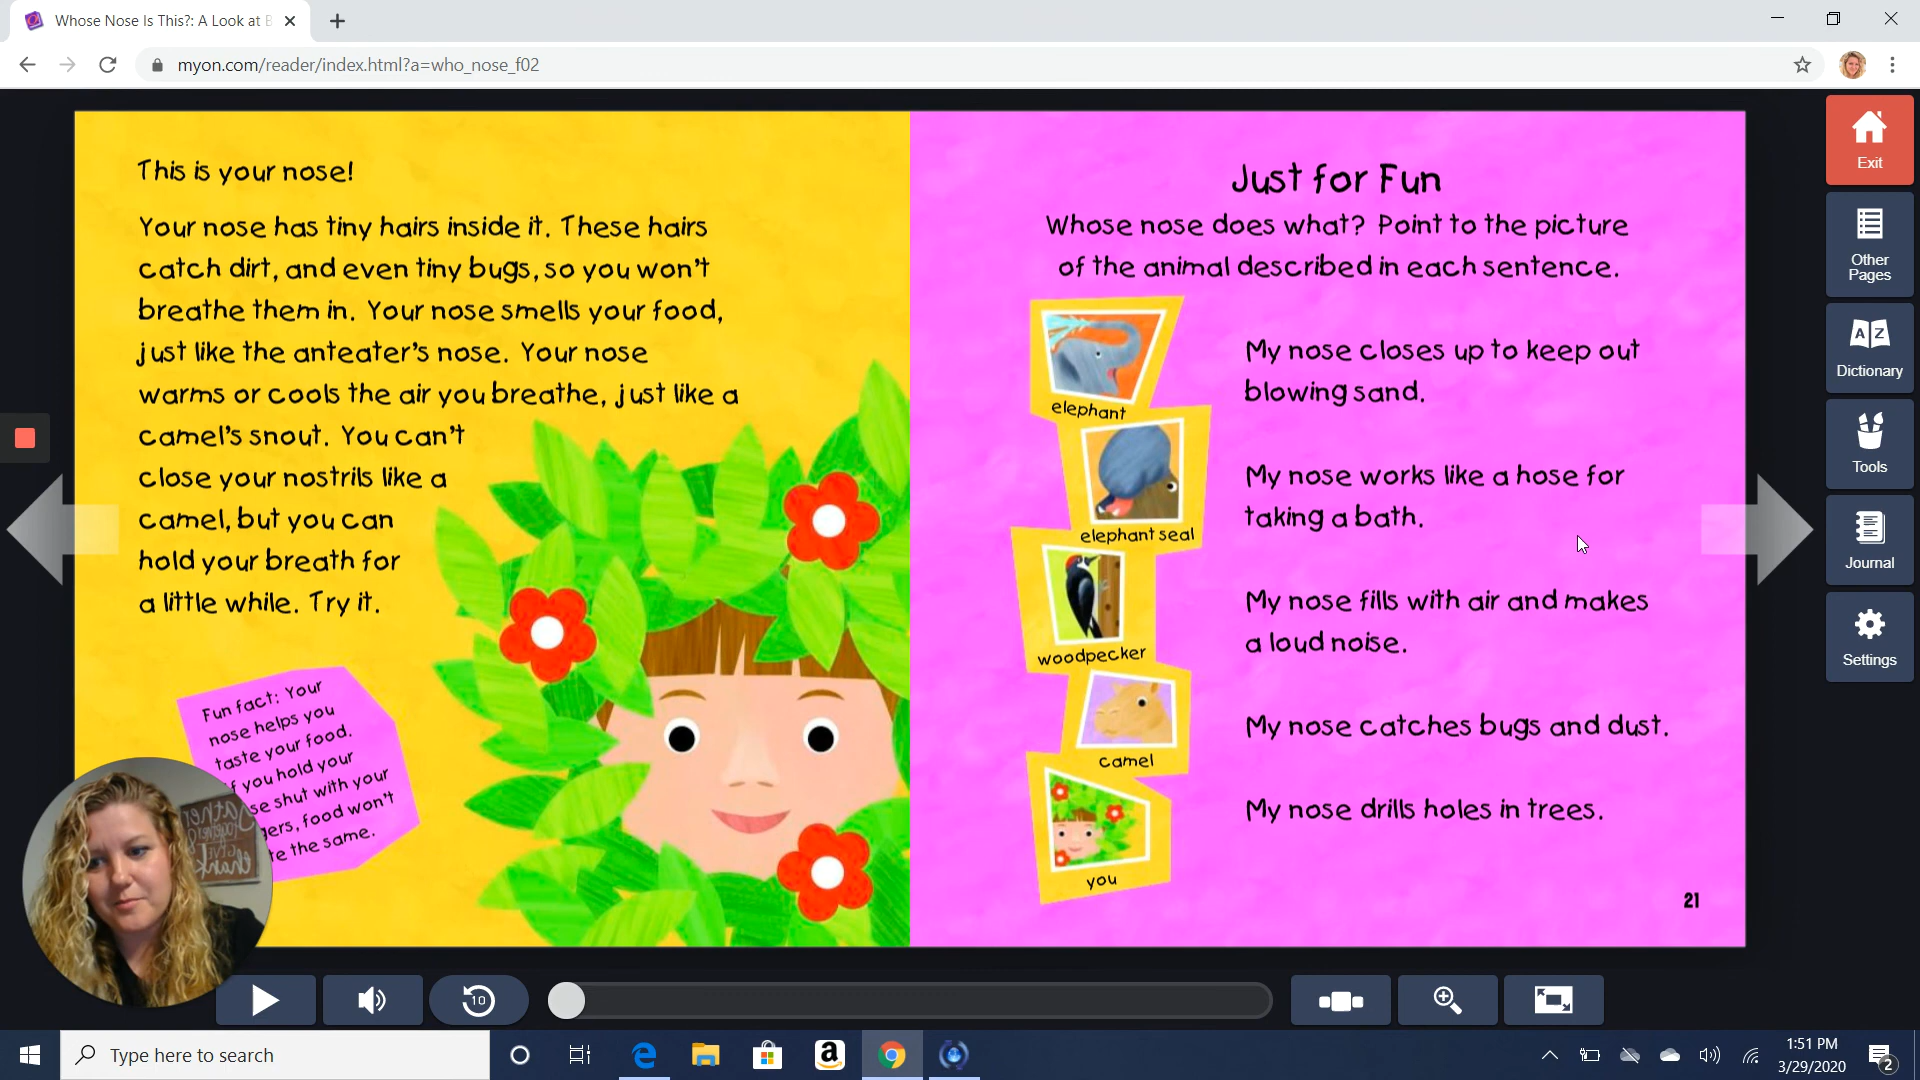 Whose Nose Is This?: A Look at B
myon.com/reader/index.html?a=who_nose_f02
This is your nose!
Your nose has tiny hairs inside it. These hairs
catch dirt, and even tiny bugs, so you won't
breathe them in. Your nose smells your food,
just like the anteater's nose. Your nose
warms or cools the air you breathe, just like a
camel's snout. You can't
close your nostrils like a
camel, but you can
hold your breath for
a little while. Try it.
Fun fact: Your
nose helps you
taste your food.
f you hold your
se shut with your
gers, food won't
te the same.
Just for Fun
Whose nose does what? Point to the picture
of the animal described in each sentence.
elephant
elephant seal
woodpecker
camel
you
My nose closes up to keep out
blowing sand.
My nose works like a hose for
taking a bath.
My nose fills with air and makes
a loud noise.
My nose catches bugs and dust.
My nose drills holes in trees.
21
Exit
Other
Pages
A Z
Dictionary
Tools
Journal
Settings
10
Type here to search
a
1:51 PM
3/29/2020
2